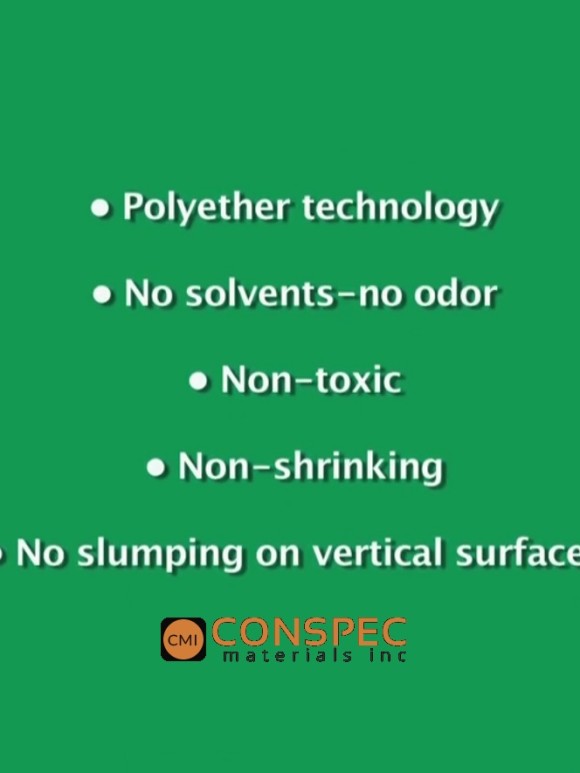 • Polyether technology
• No solvents-no odor
• Non-toxic
• Non-shrinking
• No slumping on vertical surface
CMI CONSPEC
materials inc